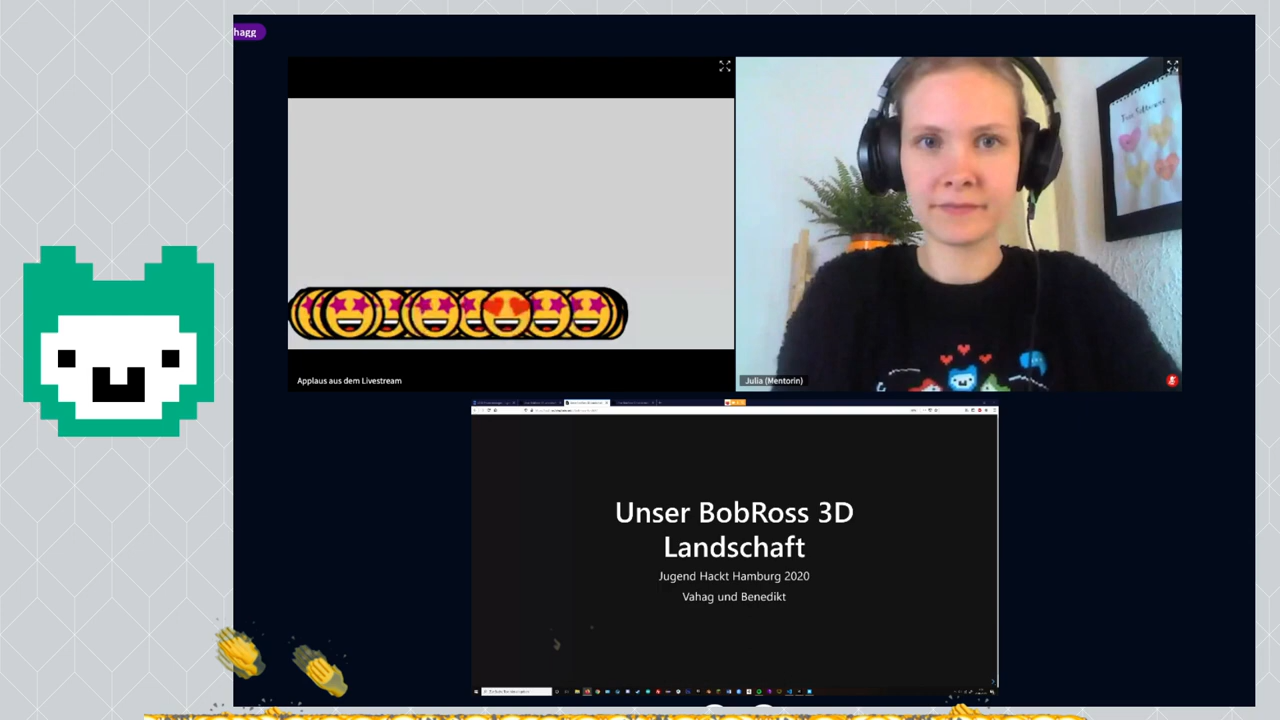 hagg
Applaus aus dem Livestream
Julia (Mentorin)
Unser BobRoss 3D
Landschaft
Jugend Hackt Hamburg 2020
Vahag und Benedikt